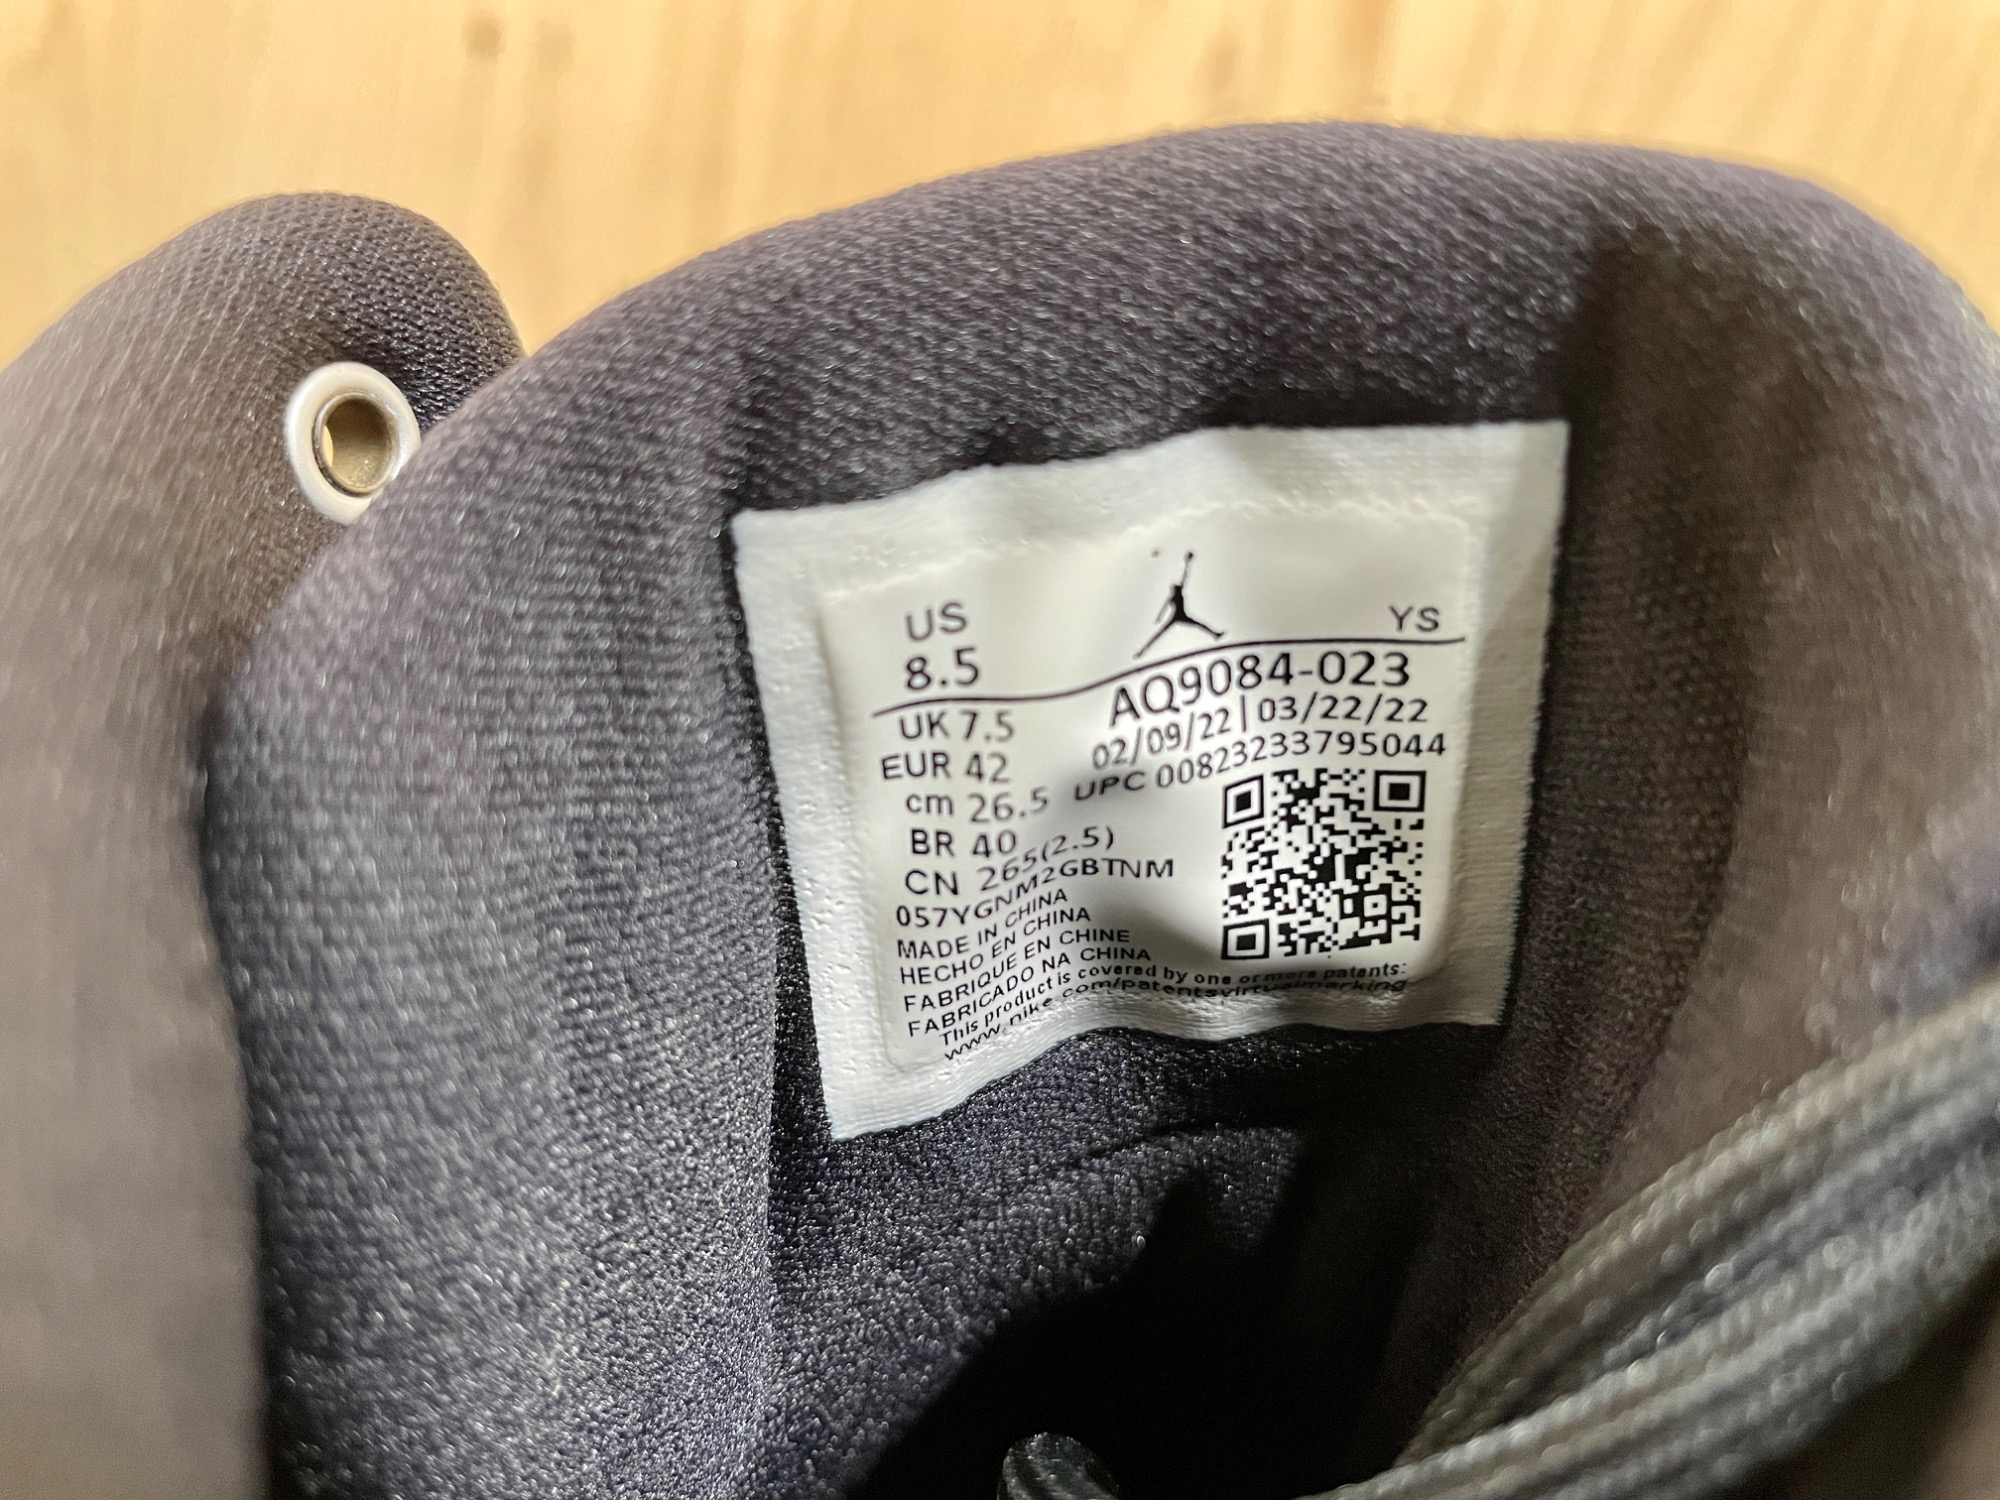 US
8.5
YS
AQ9084-023
02/09/22 | 03/22/22
UPC 00823233795044
UK 7.5
EUR 42
cm 26.5
BR 40
CN 265(2.5)
057YGNM2GBTNM
MADE IN CHINA
HECHO EN CHINA
FABRIQUE EN CHINE
FABRICADO NA CHINA
This product is covered by one or more patents:
www.nike.com/patentsvirtualmarking